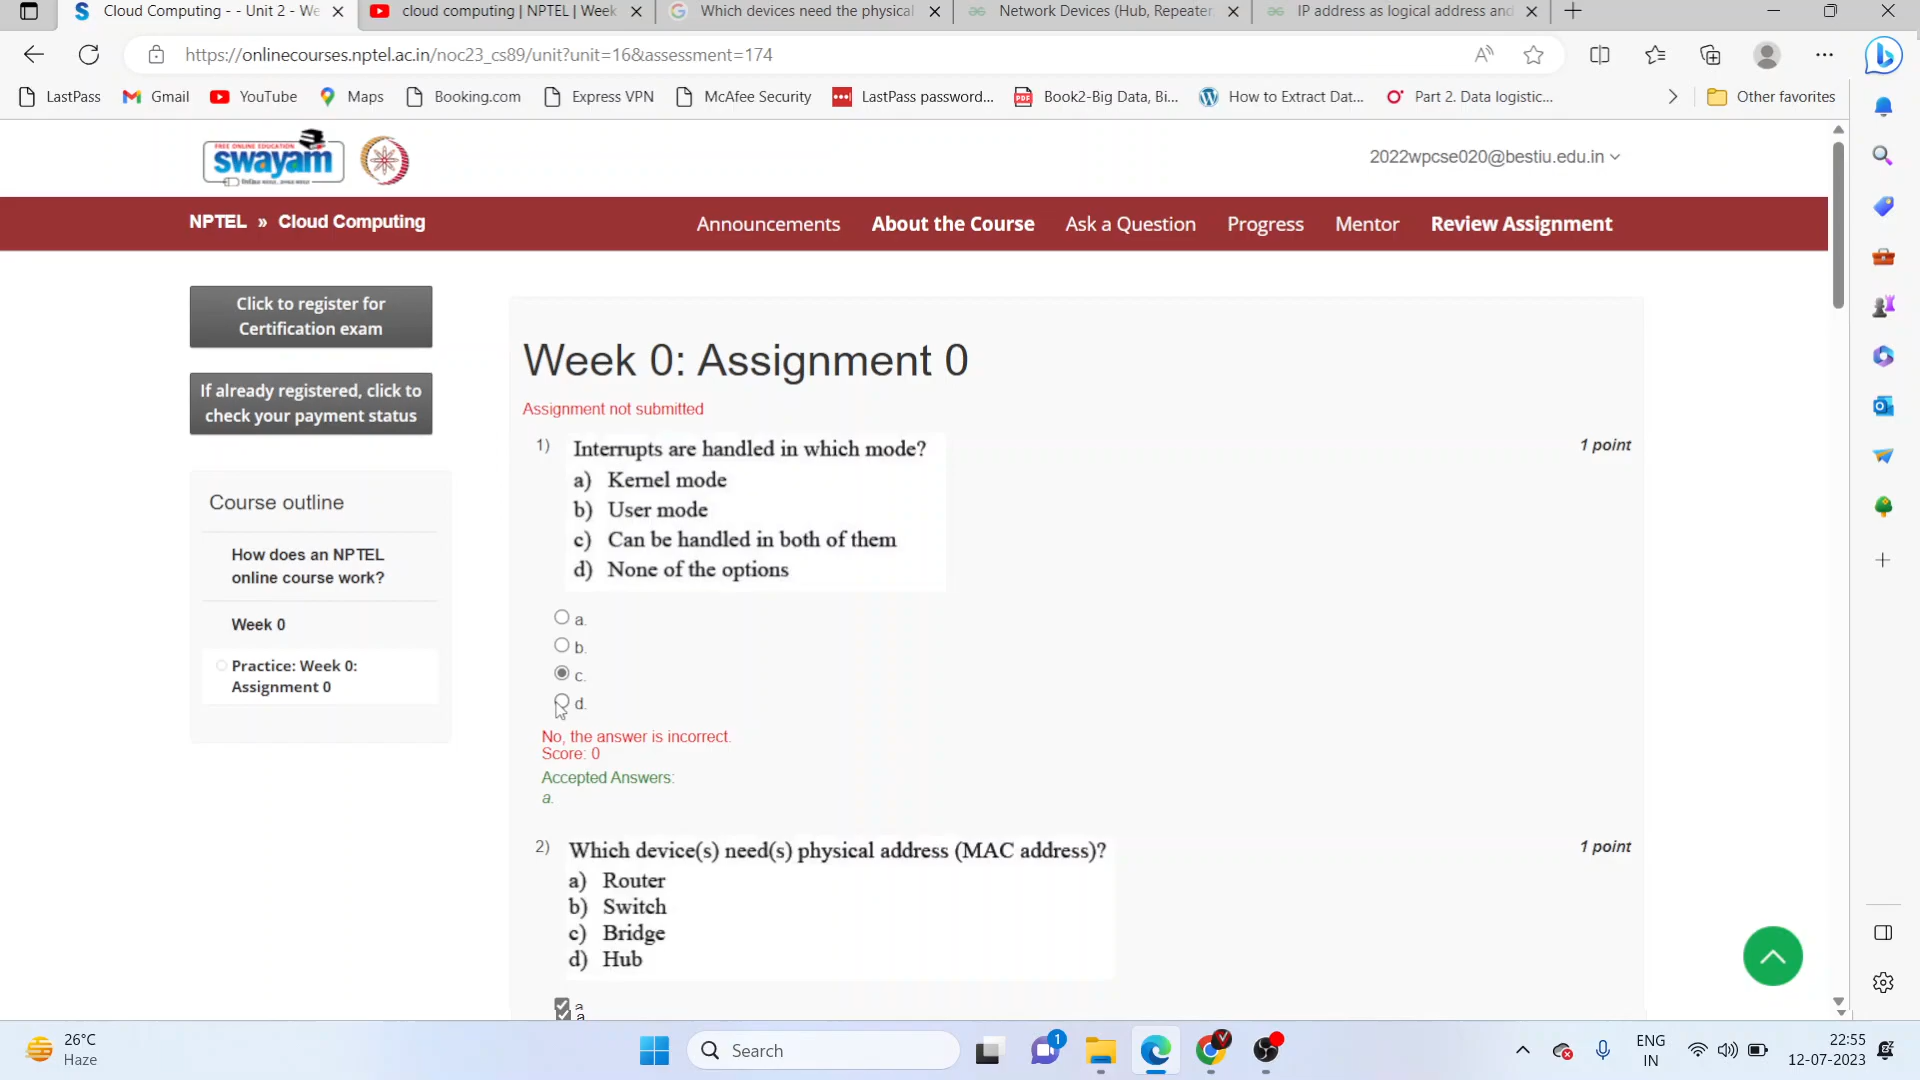 Cloud Computing - - Unit 2 - We
cloud computing | NPTEL | Week
Which devices need the physical
Network Devices (Hub, Repeater
IP address as logical address and
https://onlinecourses.nptel.ac.in/noc23_cs89/unit?unit=16&assessment=174
LastPass
Gmail
YouTube
Maps
Booking.com
Express VPN
McAfee Security
LastPass password...
Book2-Big Data, Bi...
How to Extract Dat...
Part 2. Data logistic...
Other favorites
FREE ONLINE EDUCATION
swayam
2022wpcse020@bestiu.edu.in
NPTEL » Cloud Computing
Announcements
About the Course
Ask a Question
Progress
Mentor
Review Assignment
Click to register for
Certification exam
If already registered, click to
check your payment status
Course outline
How does an NPTEL
online course work?
Week 0
Practice: Week 0:
Assignment 0
Week 0: Assignment 0
Assignment not submitted
1) Interrupts are handled in which mode? 1 point
a) Kernel mode
b) User mode
c) Can be handled in both of them
d) None of the options
a.
b.
c.
d.
No, the answer is incorrect.
Score: 0
Accepted Answers:
a.
2) Which device(s) need(s) physical address (MAC address)? 1 point
a) Router
b) Switch
c) Bridge
d) Hub
a
a
26°C
Haze
Search
1
ENG
IN
22:55
12-07-2023